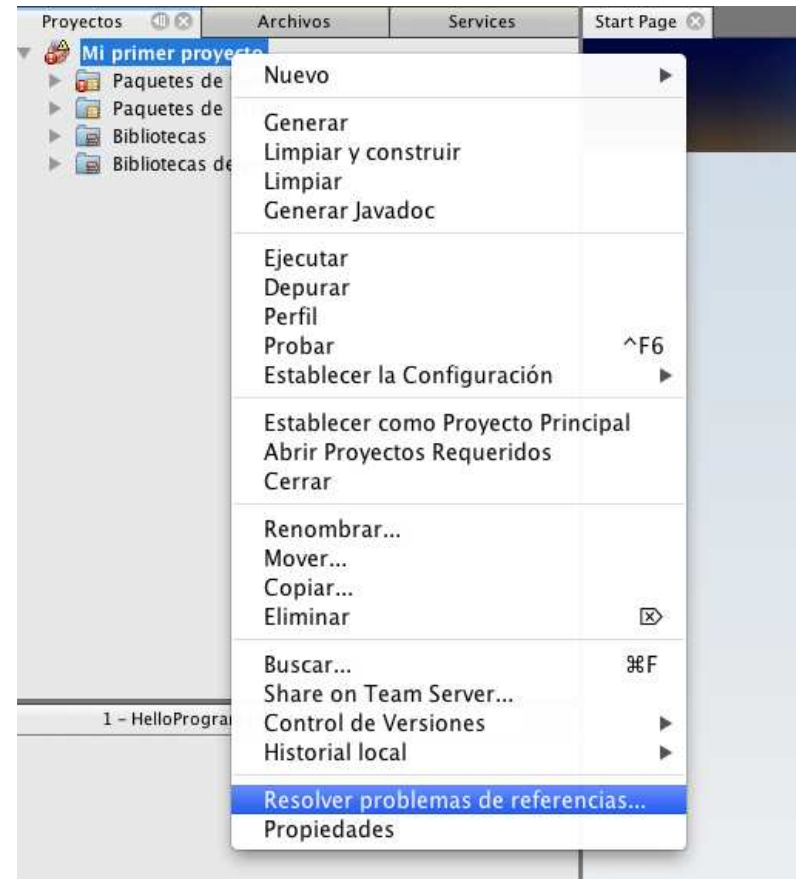 Proyectos
Archivos
Services
Start Page
Mi primer proyecto
Paquetes de
Paquetes de
Bibliotecas
Bibliotecas de
Nuevo
Generar
Limpiar y construir
Limpiar
Generar Javadoc
Ejecutar
Depurar
Perfil
Probar ^F6
Establecer la Configuración
Establecer como Proyecto Principal
Abrir Proyectos Requeridos
Cerrar
Renombrar...
Mover...
Copiar...
Eliminar ⌦
Buscar... ⌘F
Share on Team Server...
Control de Versiones
Historial local
1 - HelloProgra
Resolver problemas de referencias...
Propiedades